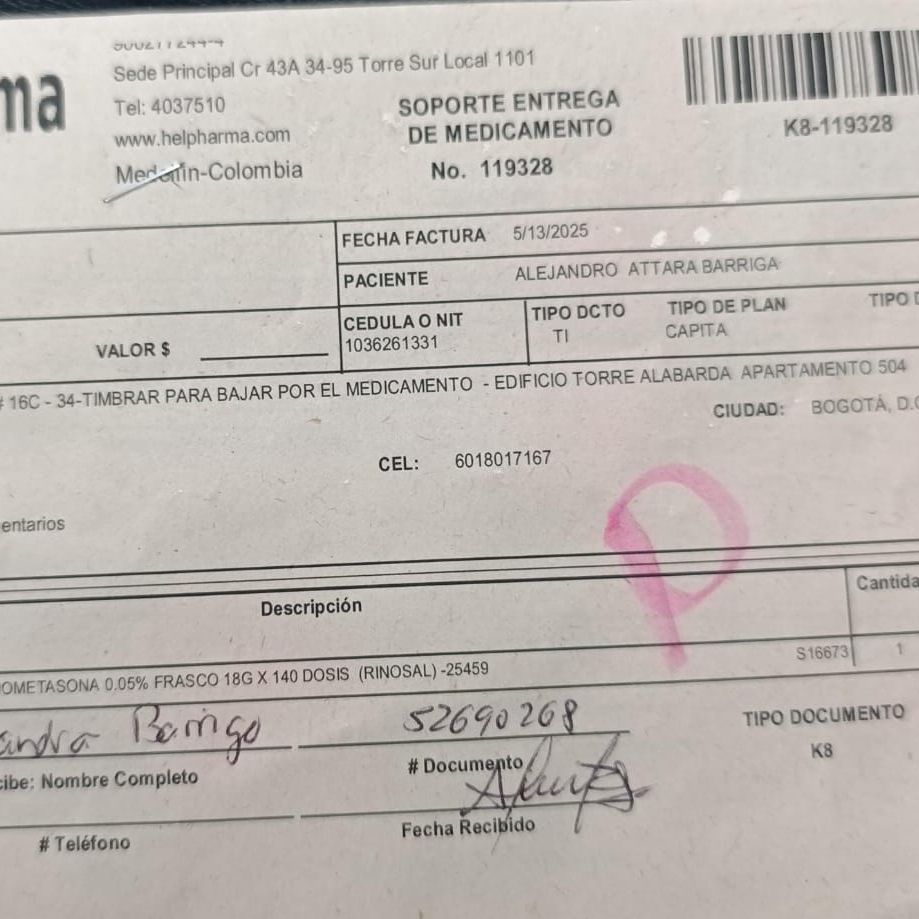 ma
Sede Principal Cr 43A 34-95 Torre Sur Local 1101
Tel: 4037510
www.helpharma.com
Medellín-Colombia
SOPORTE ENTREGA
DE MEDICAMENTO
No. 119328
K8-119328
FECHA FACTURA 5/13/2025
PACIENTE ALEJANDRO ATTARA BARRIGA
VALOR $
CEDULA O NIT
1036261331
TIPO DCTO
TI
TIPO DE PLAN
CAPITA
TIPO D
# 16C - 34-TIMBRAR PARA BAJAR POR EL MEDICAMENTO - EDIFICIO TORRE ALABARDA APARTAMENTO 504
CIUDAD: BOGOTÁ, D.C
CEL: 6018017167
entarios
P
Descripción
Cantida
OMETASONA 0.05% FRASCO 18G X 140 DOSIS (RINOSAL) -25459
S16673
1
andra Barriga
52690268
cibe: Nombre Completo
# Documento
TIPO DOCUMENTO
K8
# Teléfono
Fecha Recibido